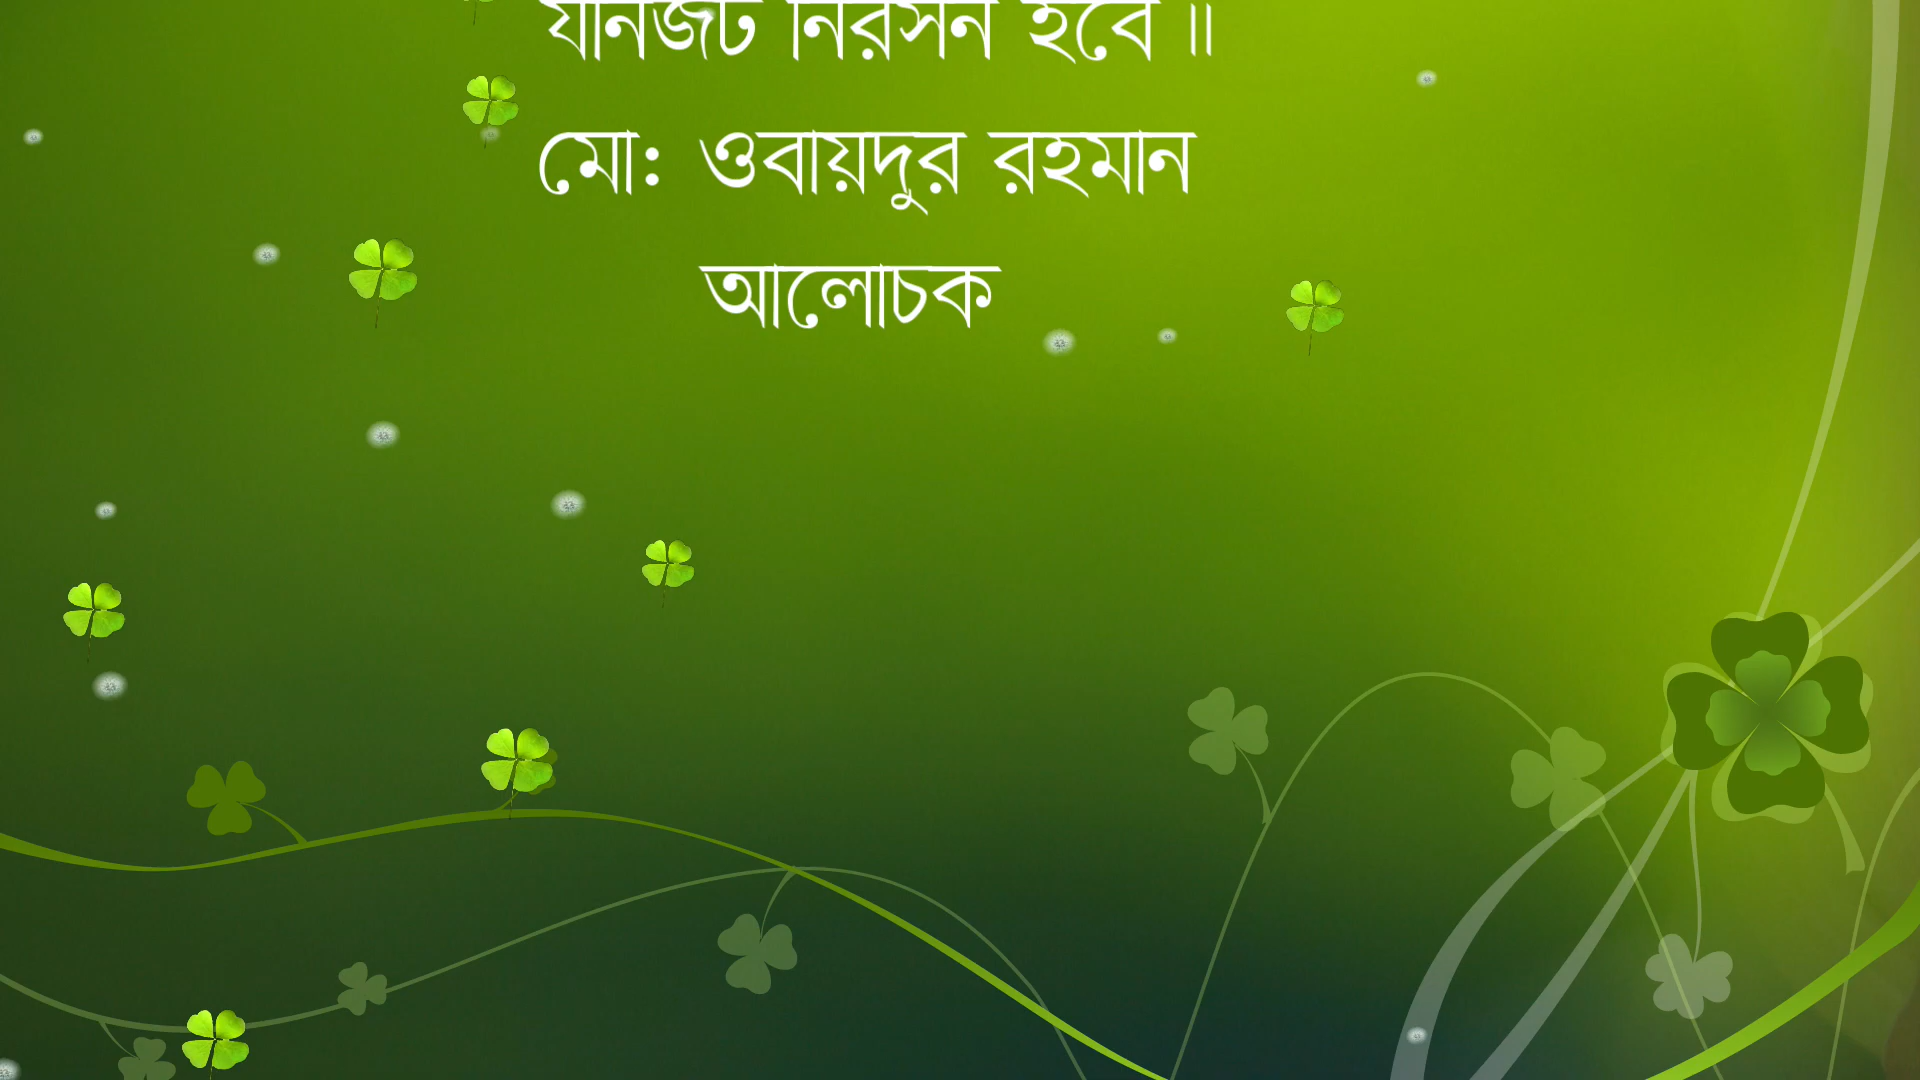 যানজট নিরসন হবে॥
মোঃ ওবায়দুর রহমান
আলোচক